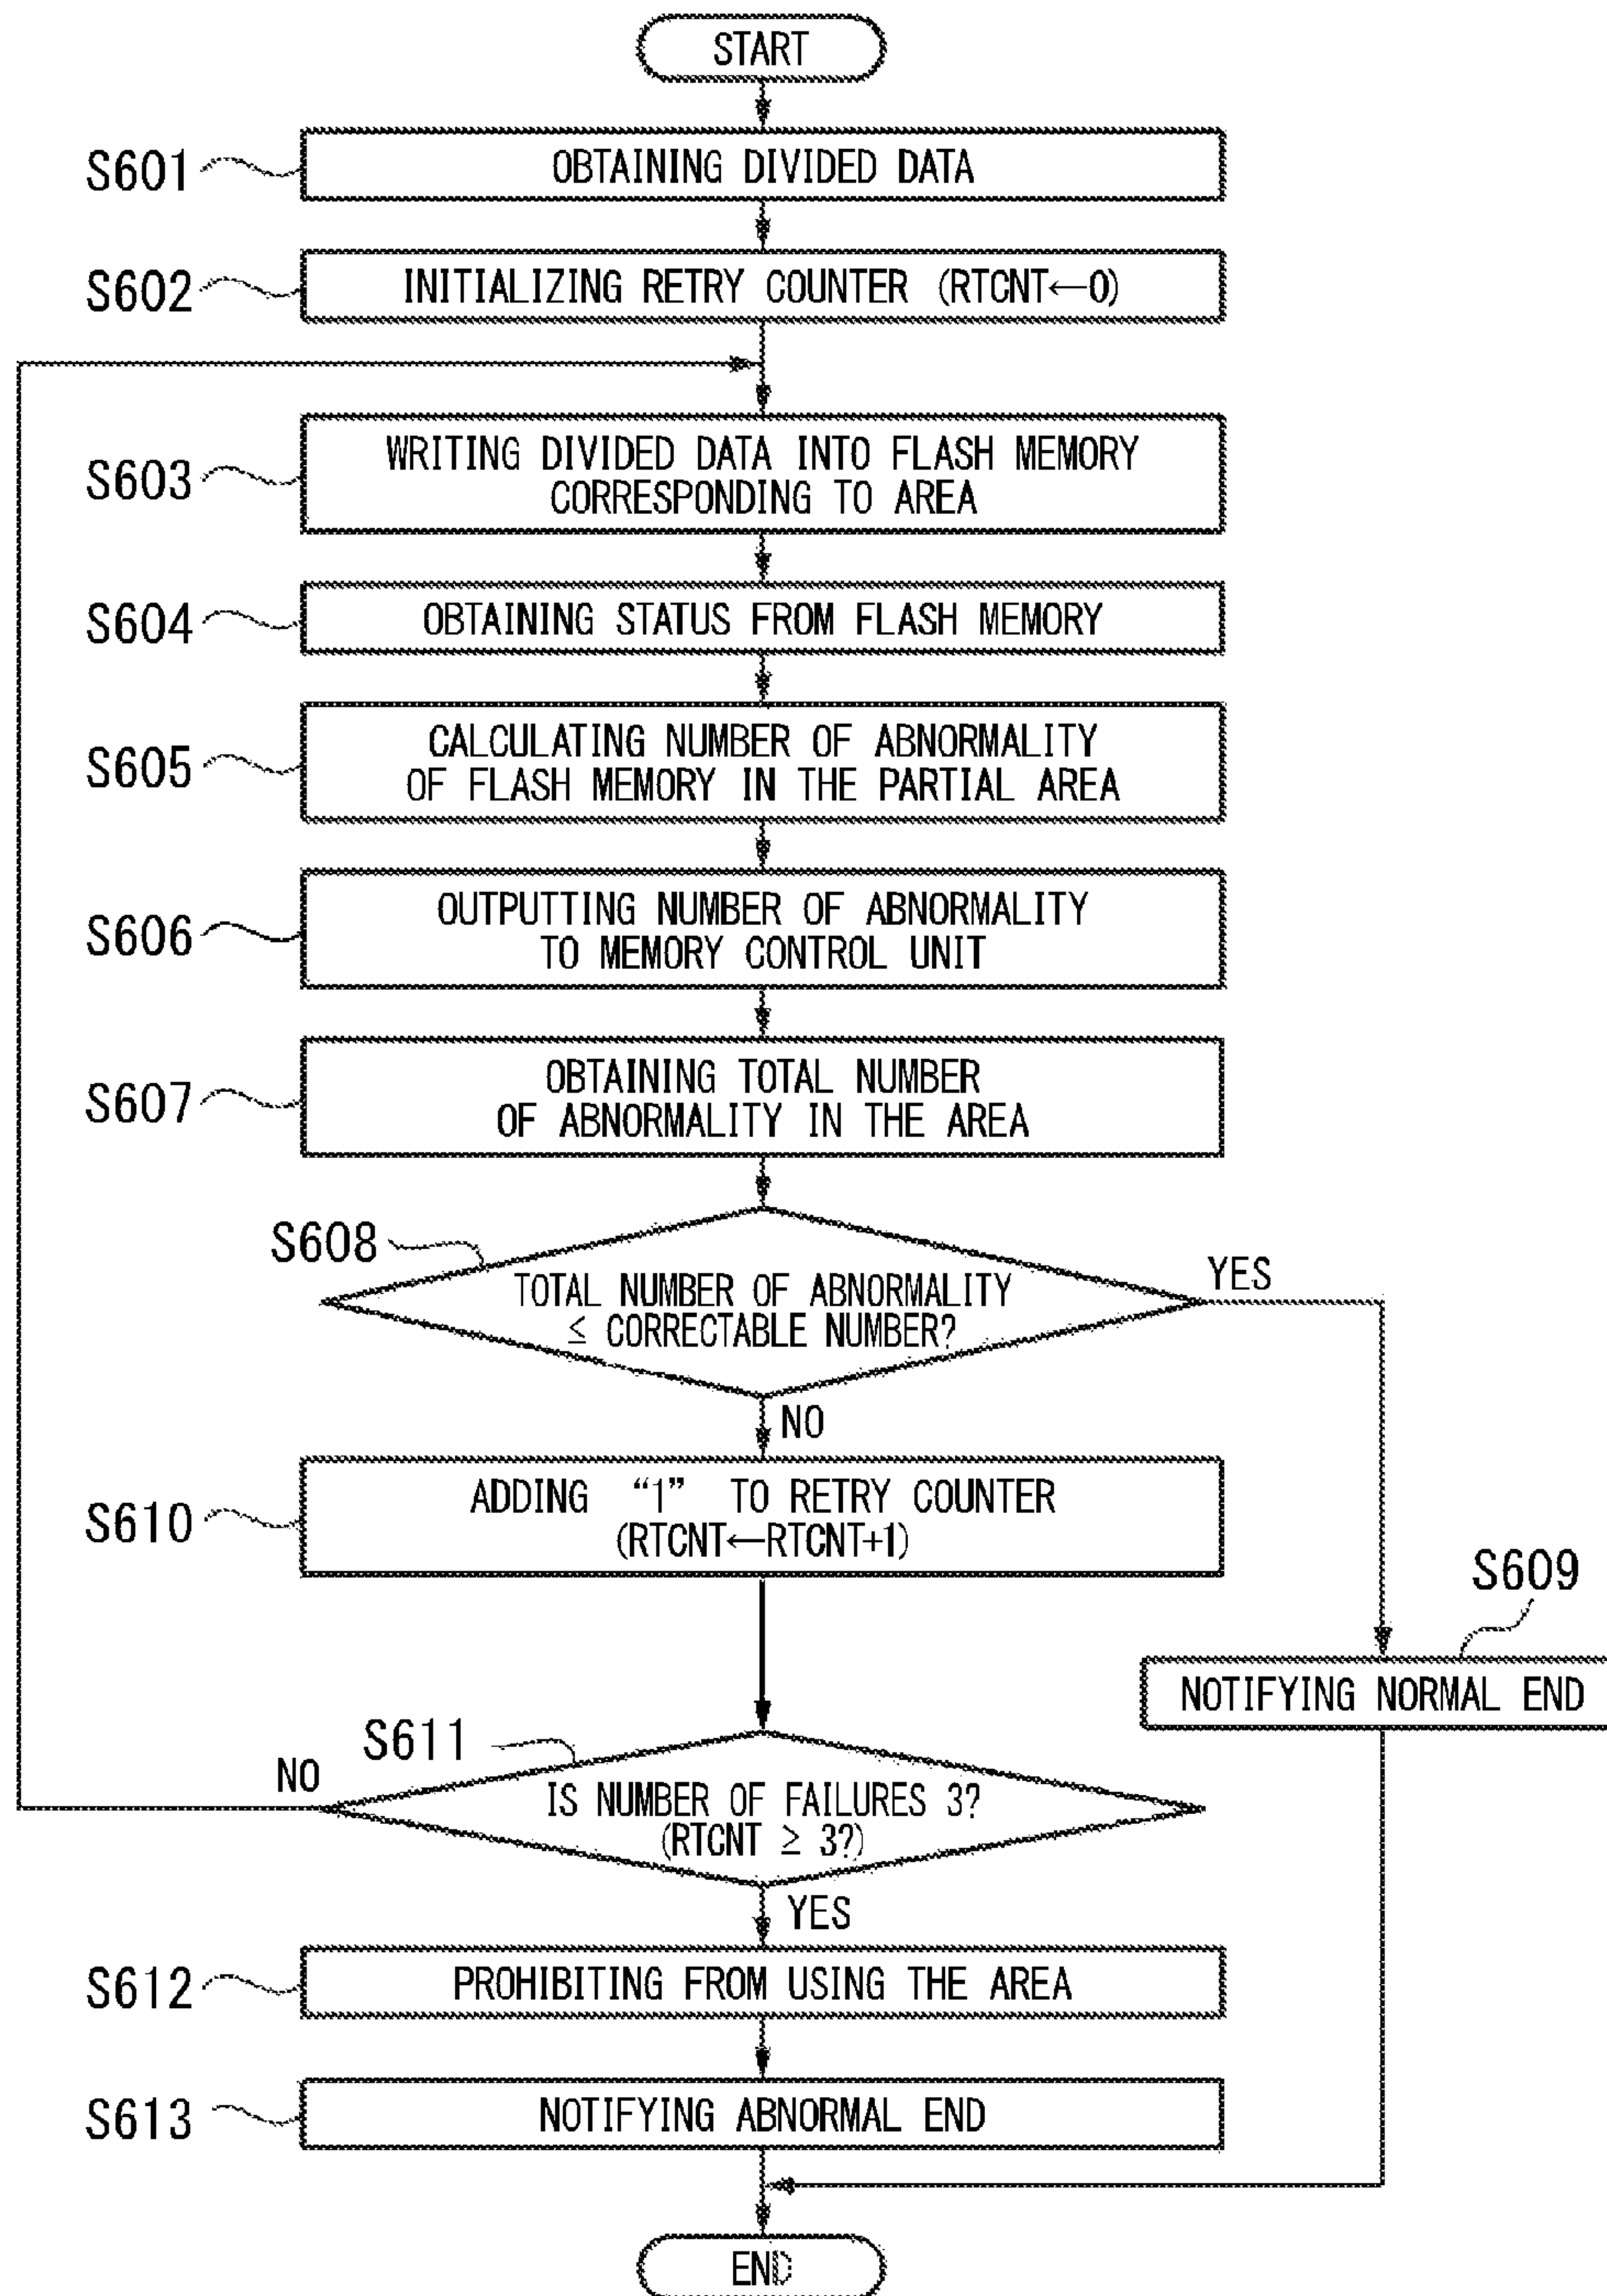 START
S601
OBTAINING DIVIDED DATA
S602
INITIALIZING RETRY COUNTER (RTCNT←0)
S603
WRITING DIVIDED DATA INTO FLASH MEMORY
CORRESPONDING TO AREA
S604
OBTAINING STATUS FROM FLASH MEMORY
S605
CALCULATING NUMBER OF ABNORMALITY
OF FLASH MEMORY IN THE PARTIAL AREA
S606
OUTPUTTING NUMBER OF ABNORMALITY
TO MEMORY CONTROL UNIT
S607
OBTAINING TOTAL NUMBER
OF ABNORMALITY IN THE AREA
S608
TOTAL NUMBER OF ABNORMALITY
≤ CORRECTABLE NUMBER?
YES
NO
S610
ADDING “1” TO RETRY COUNTER
(RTCNT←RTCNT+1)
S609
NOTIFYING NORMAL END
S611
NO
IS NUMBER OF FAILURES 3?
(RTCNT ≥ 3?)
YES
S612
PROHIBITING FROM USING THE AREA
S613
NOTIFYING ABNORMAL END
END